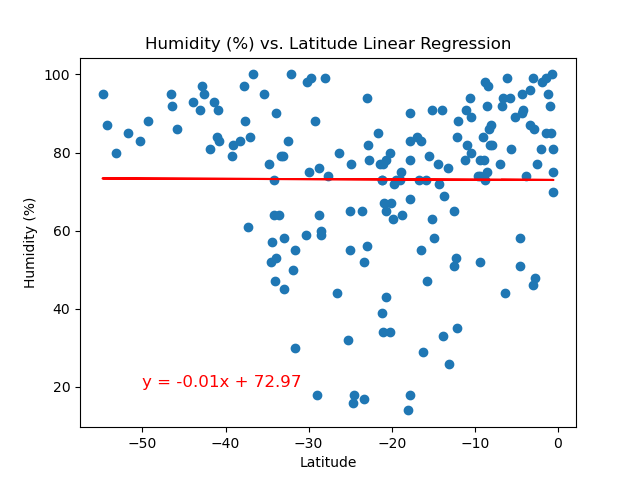 Humidity (%) vs. Latitude Linear Regression
100
80
60
40
20
Humidity (%)
y = -0.01x + 72.97
−50 −40 −30 −20 −10 0
Latitude